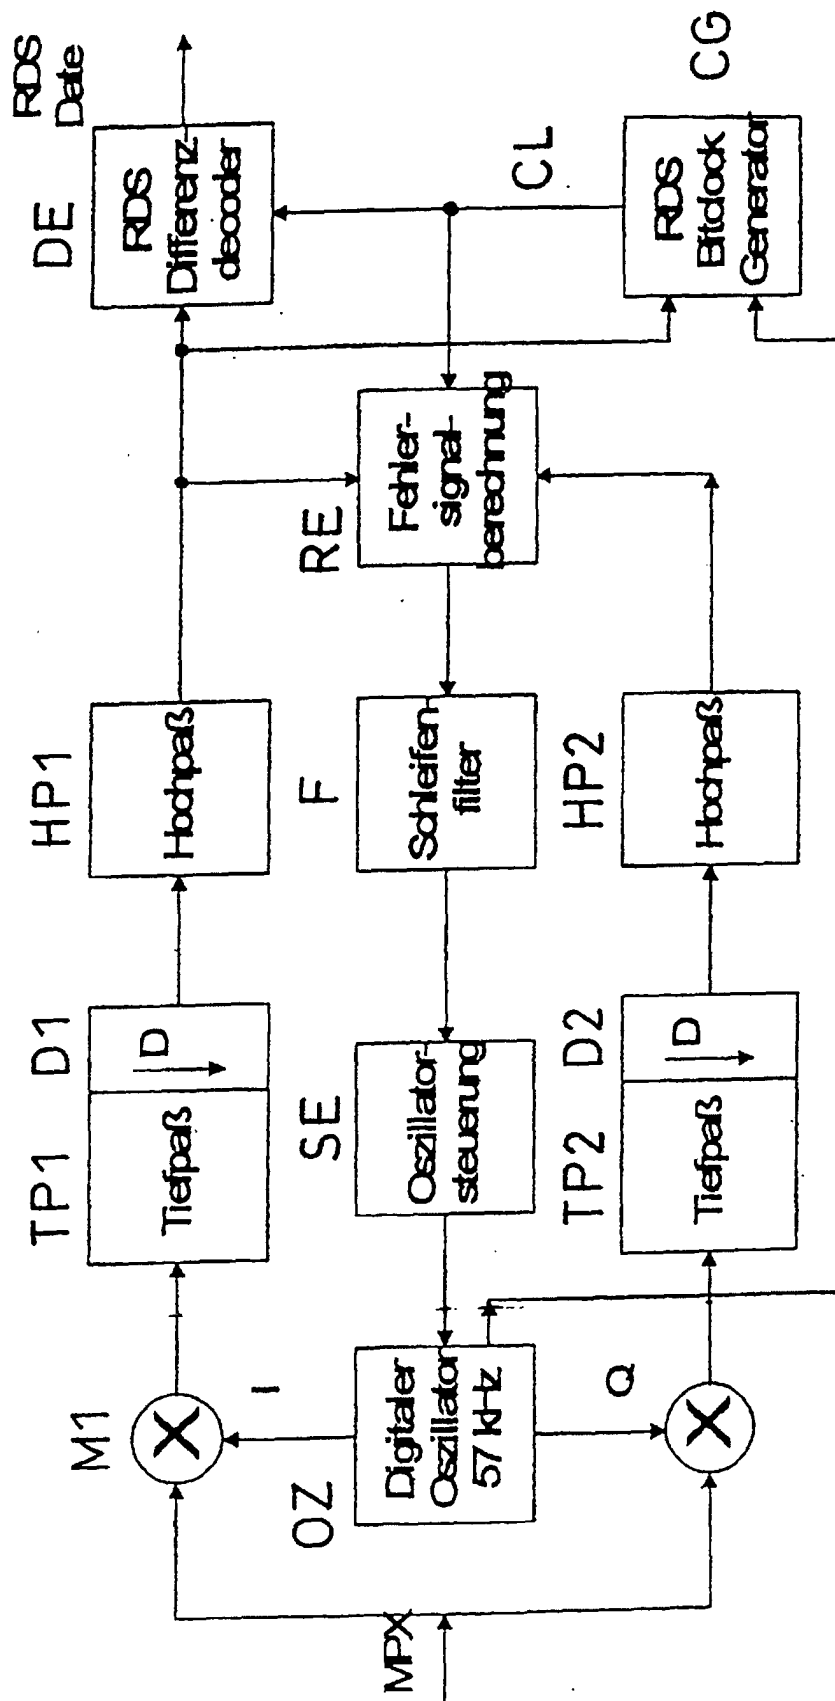 MPX
M1
I
OZ
Digitaler
Oszillator
57 kHz
Q
TP1
D1
Tiefpaß
D
SE
Oszillator-
steuerung
TP2
D2
Tiefpaß
D
HP1
Hochpaß
F
Schleifen-
filter
HP2
Hochpaß
RE
Fehler-
signal-
berechnung
DE
RDS
Differenz-
decoder
RDS
Date
CL
RDS
Bitclock
Generator
CG